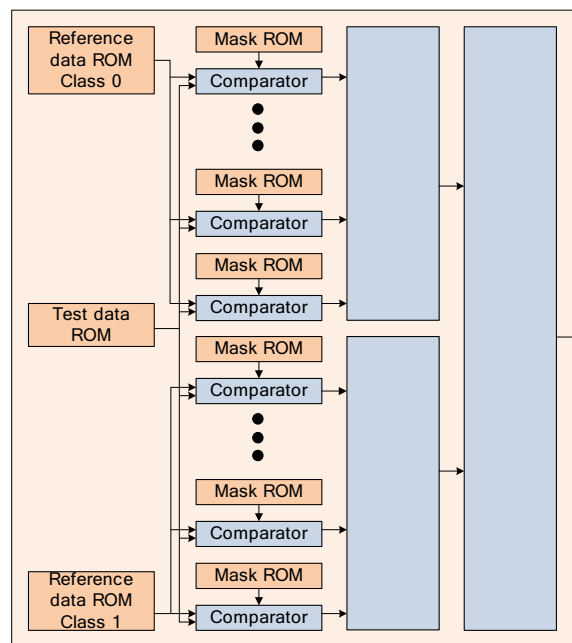 Reference
data ROM
Class 0
Mask ROM
Comparator
Mask ROM
Comparator
Mask ROM
Comparator
Test data
ROM
Mask ROM
Comparator
Mask ROM
Comparator
Reference
data ROM
Class 1
Mask ROM
Comparator